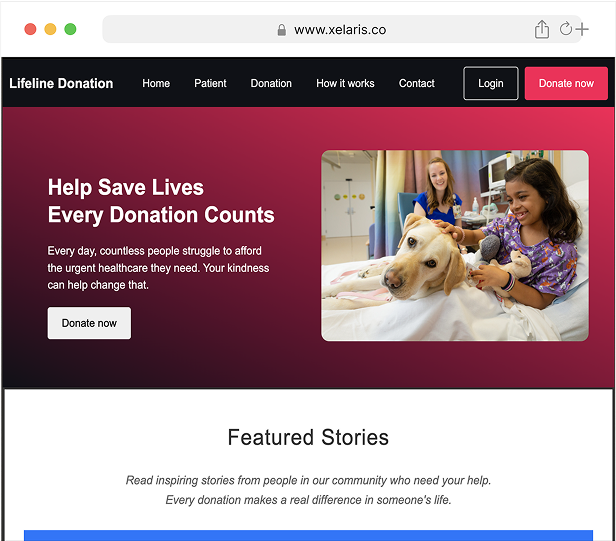 www.xelaris.co
Lifeline Donation Home Patient Donation How it works Contact Login Donate now
Help Save Lives
Every Donation Counts
Every day, countless people struggle to afford
the urgent healthcare they need. Your kindness
can help change that.
Donate now
Featured Stories
Read inspiring stories from people in our community who need your help.
Every donation makes a real difference in someone's life.